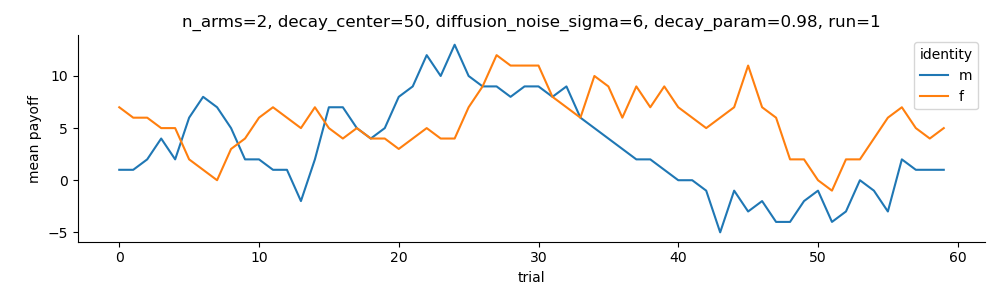 n_arms=2, decay_center=50, diffusion_noise_sigma=6, decay_param=0.98, run=1
mean payoff
10
5
0
−5
identity
m
f
0 10 20 30 40 50 60
trial